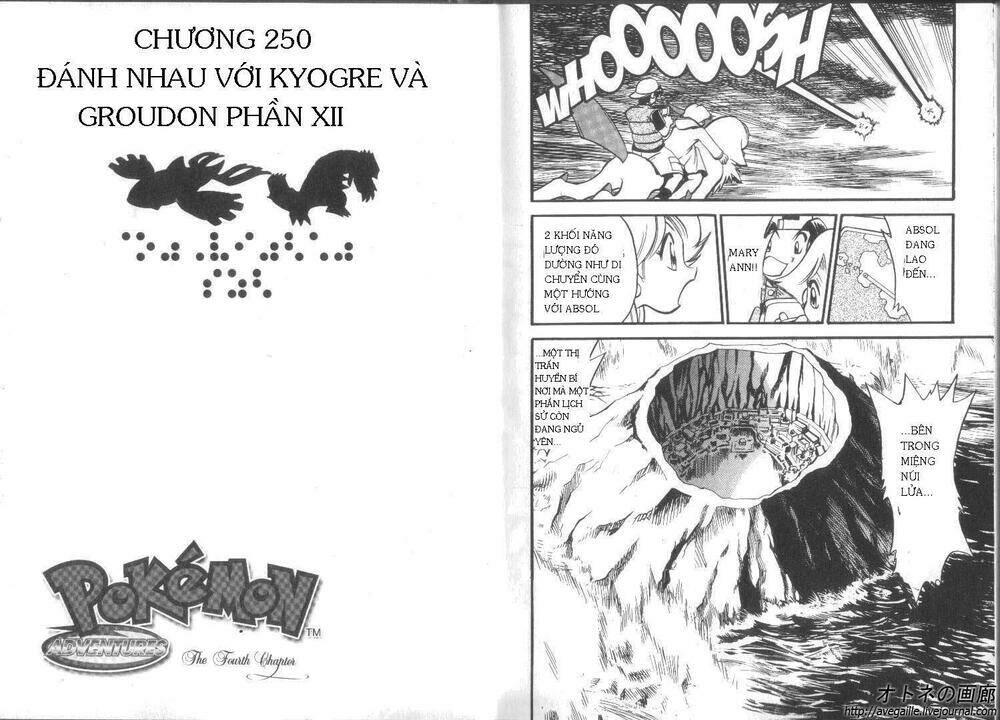 CHƯƠNG 250
ĐÁNH NHAU VỚI KYOGRE VÀ
GROUDON PHẦN XII
POKéMON
TM
ADVENTURES
The Fourth Chapter
WHOOOOOSH
ABSOL
ĐANG
LAO
ĐẾN...
MARY
ANN!!
2 KHỐI NĂNG
LƯỢNG ĐÓ
DƯỜNG NHƯ DI
CHUYỂN CÙNG
MỘT HƯỚNG
VỚI ABSOL
...BÊN
TRONG
MIỆNG
NÚI
LỬA...
...MỘT THỊ
TRẤN
HUYỀN BÍ
NƠI MÀ MỘT
PHẦN LỊCH
SỬ CÒN
ĐANG NGỦ
YÊN...
オトネの画廊
http://avegaille.livejournal.com/